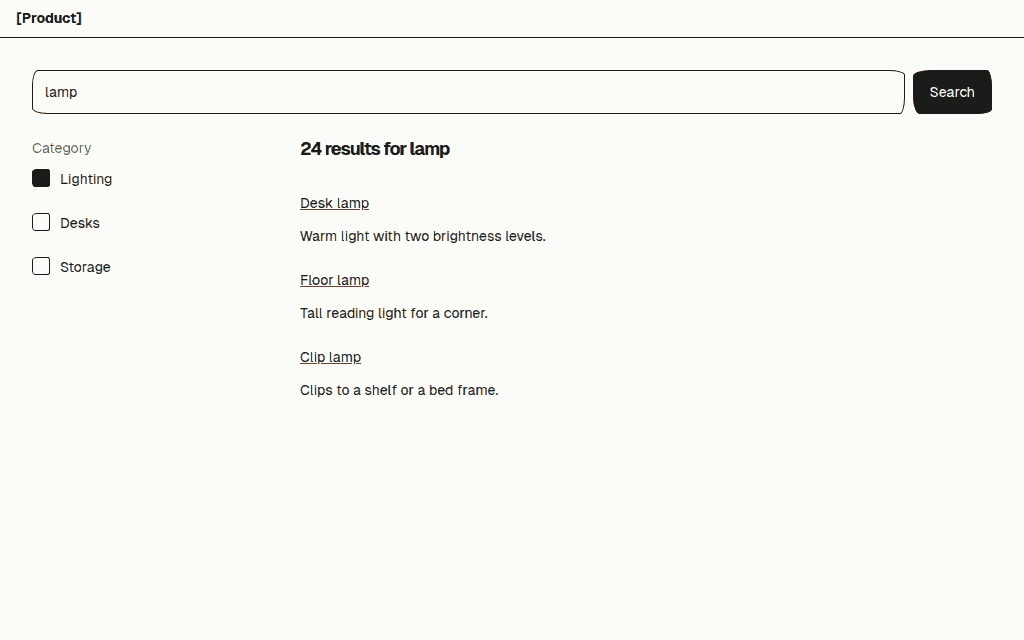 [Product]
lamp
Search
Category
Lighting
Desks
Storage
24 results for lamp
Desk lamp
Warm light with two brightness levels.
Floor lamp
Tall reading light for a corner.
Clip lamp
Clips to a shelf or a bed frame.